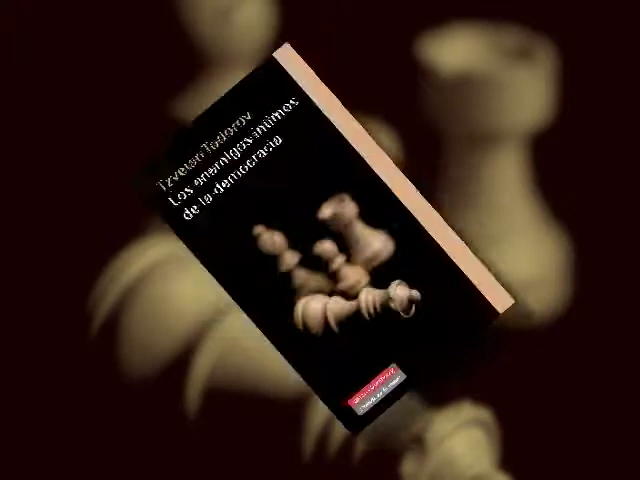 Tzvetan Todorov
Los enemigos íntimos
de la democracia